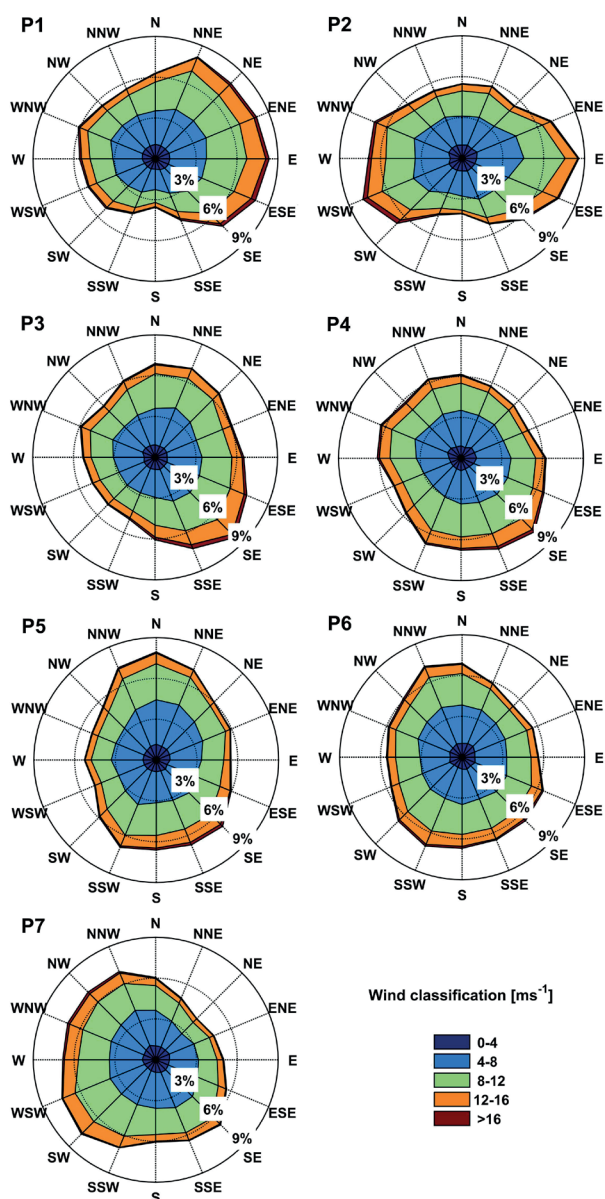 P1
N
NNE
NE
ENE
E
ESE
SE
SSE
S
SSW
SW
WSW
W
WNW
NW
NNW
3%
6%
9%
P2
N
NNE
NE
ENE
E
ESE
SE
SSE
S
SSW
SW
WSW
W
WNW
NW
NNW
3%
6%
9%
P3
N
NNE
NE
ENE
E
ESE
SE
SSE
S
SSW
SW
WSW
W
WNW
NW
NNW
3%
6%
9%
P4
N
NNE
NE
ENE
E
ESE
SE
SSE
S
SSW
SW
WSW
W
WNW
NW
NNW
3%
6%
9%
P5
N
NNE
NE
ENE
E
ESE
SE
SSE
S
SSW
SW
WSW
W
WNW
NW
NNW
3%
6%
9%
P6
N
NNE
NE
ENE
E
ESE
SE
SSE
S
SSW
SW
WSW
W
WNW
NW
NNW
3%
6%
9%
P7
N
NNE
NE
ENE
E
ESE
SE
SSE
S
SSW
SW
WSW
W
WNW
NW
NNW
3%
6%
9%
Wind classification [ms⁻¹]
0-4
4-8
8-12
12-16
>16